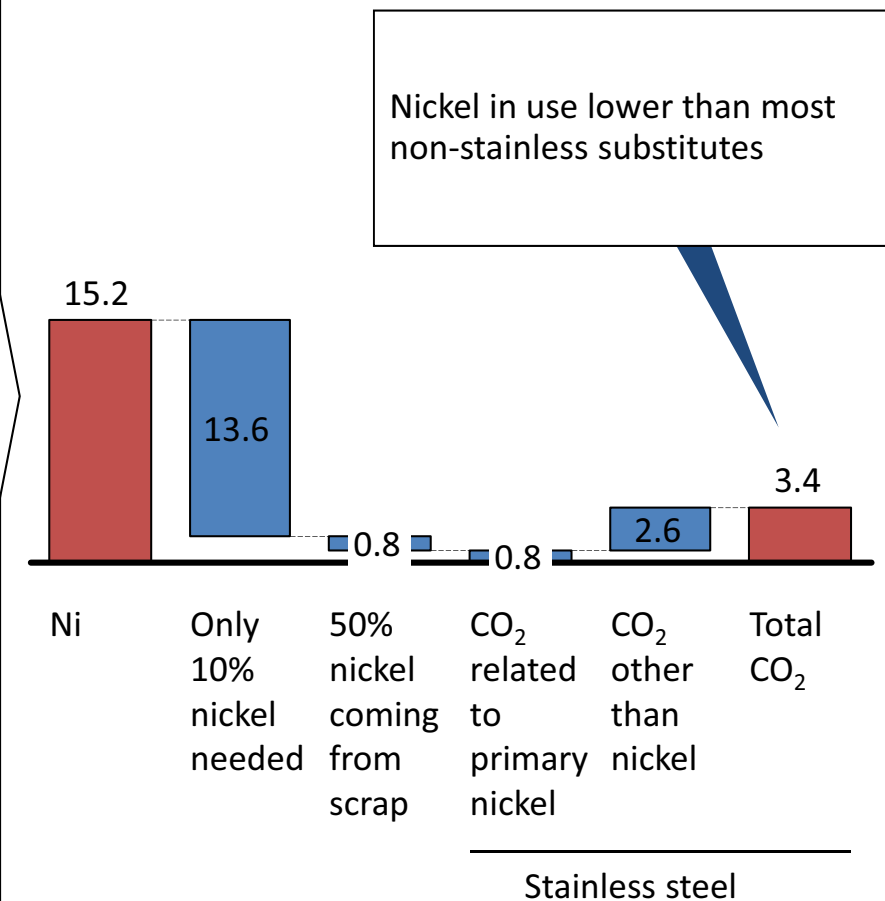 Nickel in use lower than most
non-stainless substitutes
15.2
13.6
0.8
0.8
2.6
3.4
Ni
Only
10%
nickel
needed
50%
nickel
coming
from
scrap
CO₂
related
to
primary
nickel
CO₂
other
than
nickel
Total
CO₂
Stainless steel